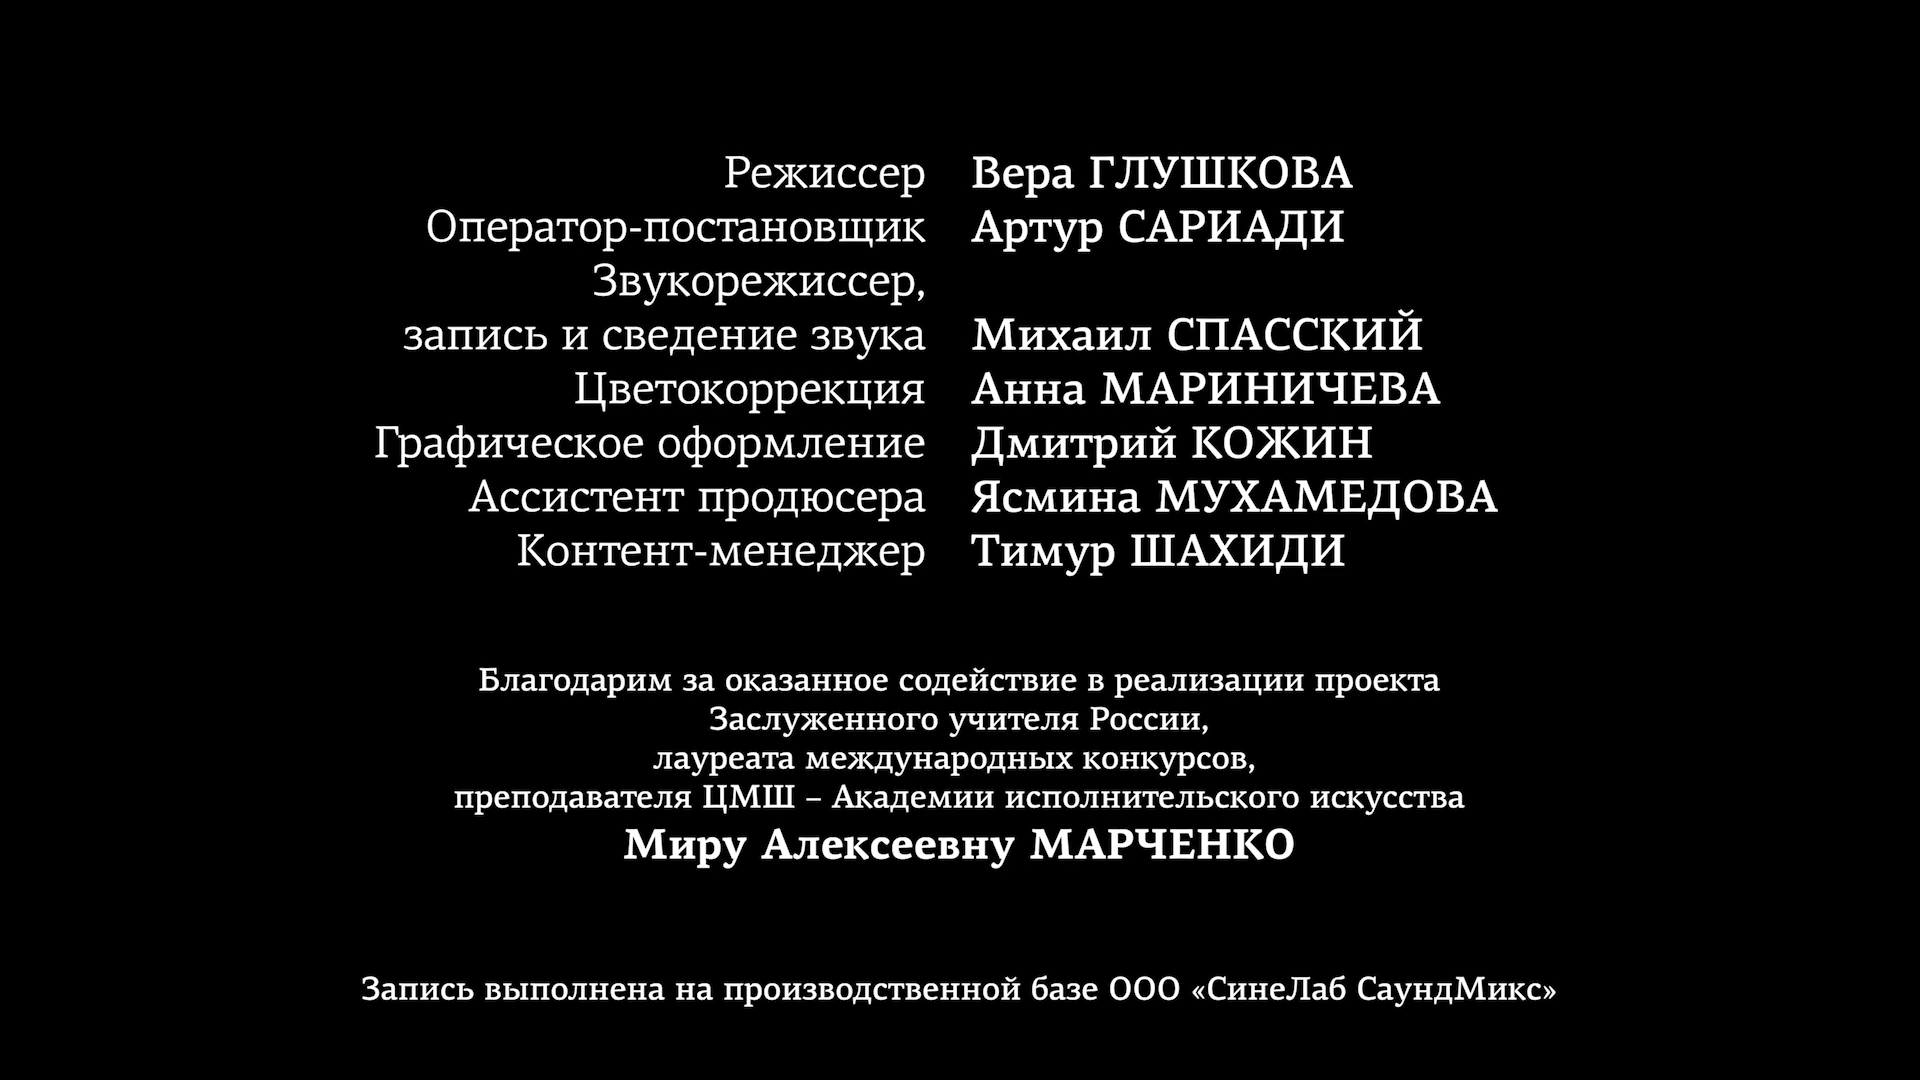 Режиссер Вера ГЛУШКОВА
Оператор-постановщик Артур САРИАДИ
Звукорежиссер,
запись и сведение звука Михаил СПАССКИЙ
Цветокоррекция Анна МАРИНИЧЕВА
Графическое оформление Дмитрий КОЖИН
Ассистент продюсера Ясмина МУХАМЕДОВА
Контент-менеджер Тимур ШАХИДИ
Благодарим за оказанное содействие в реализации проекта
Заслуженного учителя России,
лауреата международных конкурсов,
преподавателя ЦМШ – Академии исполнительского искусства
Миру Алексеевну МАРЧЕНКО
Запись выполнена на производственной базе ООО «СинеЛаб СаундМикс»